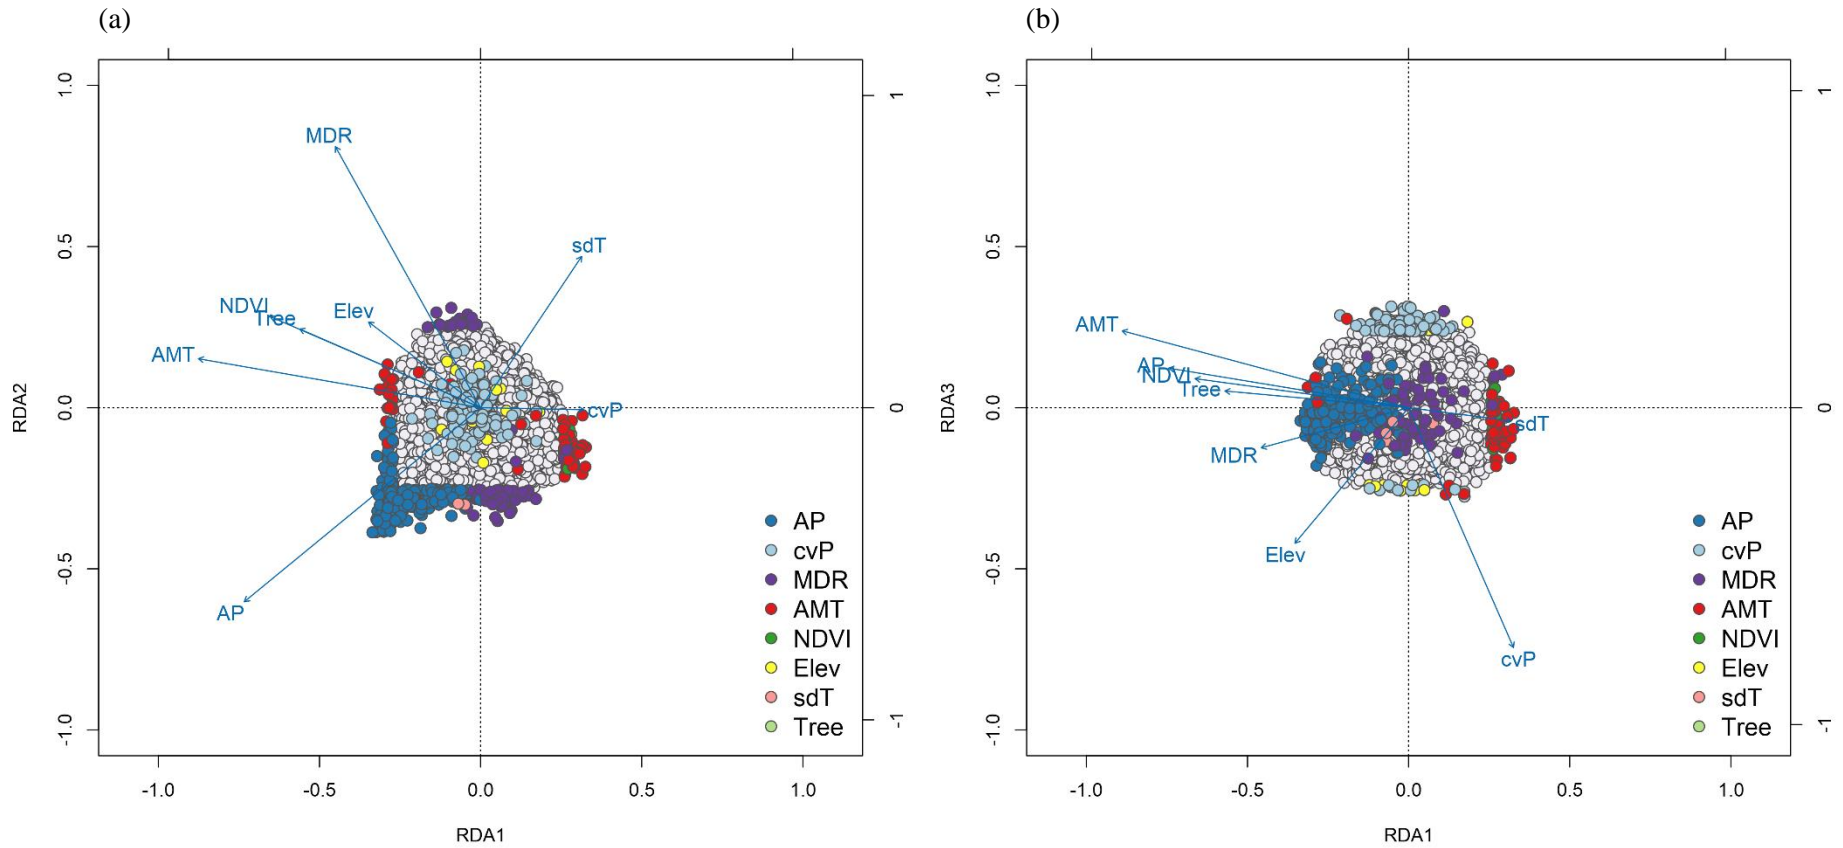 (a)
1.0
0.5
0.0
-0.5
-1.0
RDA2
1
0
-1
MDR
sdT
NDVI
Tree
Elev
AMT
cvP
AP
AP
cvP
MDR
AMT
NDVI
Elev
sdT
Tree
-1.0 -0.5 0.0 0.5 1.0
RDA1
(b)
1.0
0.5
0.0
-0.5
-1.0
RDA3
1
0
-1
AMT
AP
NDVI
Tree
sdT
MDR
Elev
cvP
AP
cvP
MDR
AMT
NDVI
Elev
sdT
Tree
-1.0 -0.5 0.0 0.5 1.0
RDA1